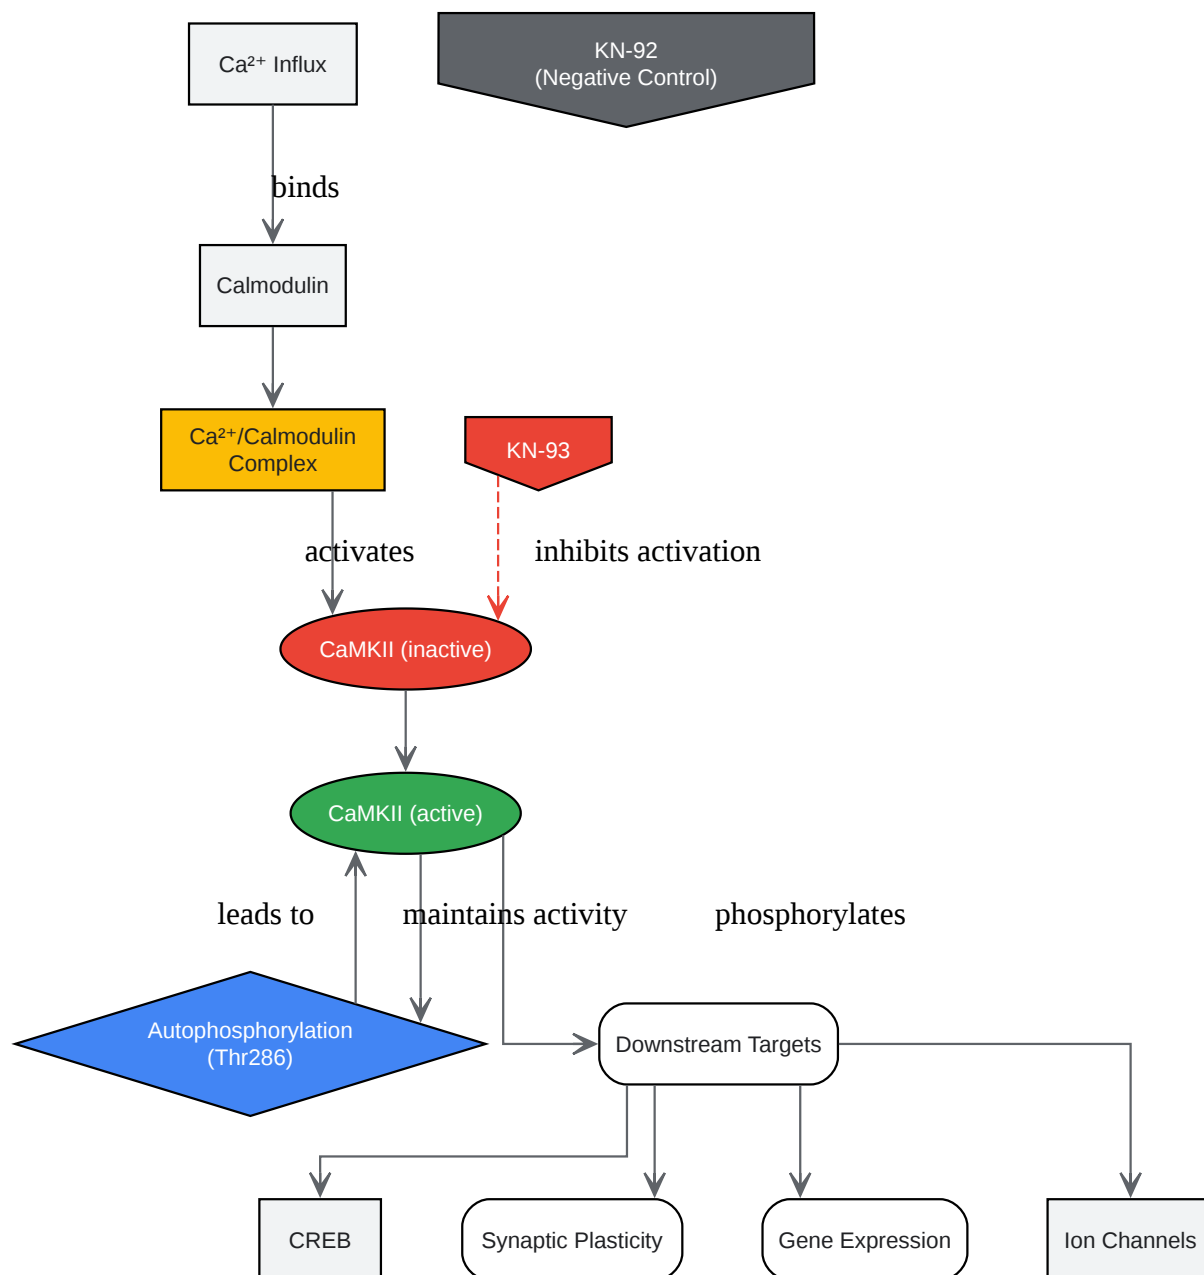 Ca²⁺ Influx
KN-92
(Negative Control)
binds
Calmodulin
Ca²⁺/Calmodulin
Complex
KN-93
activates
inhibits activation
CaMKII (inactive)
CaMKII (active)
leads to
maintains activity
phosphorylates
Autophosphorylation
(Thr286)
Downstream Targets
CREB
Synaptic Plasticity
Gene Expression
Ion Channels